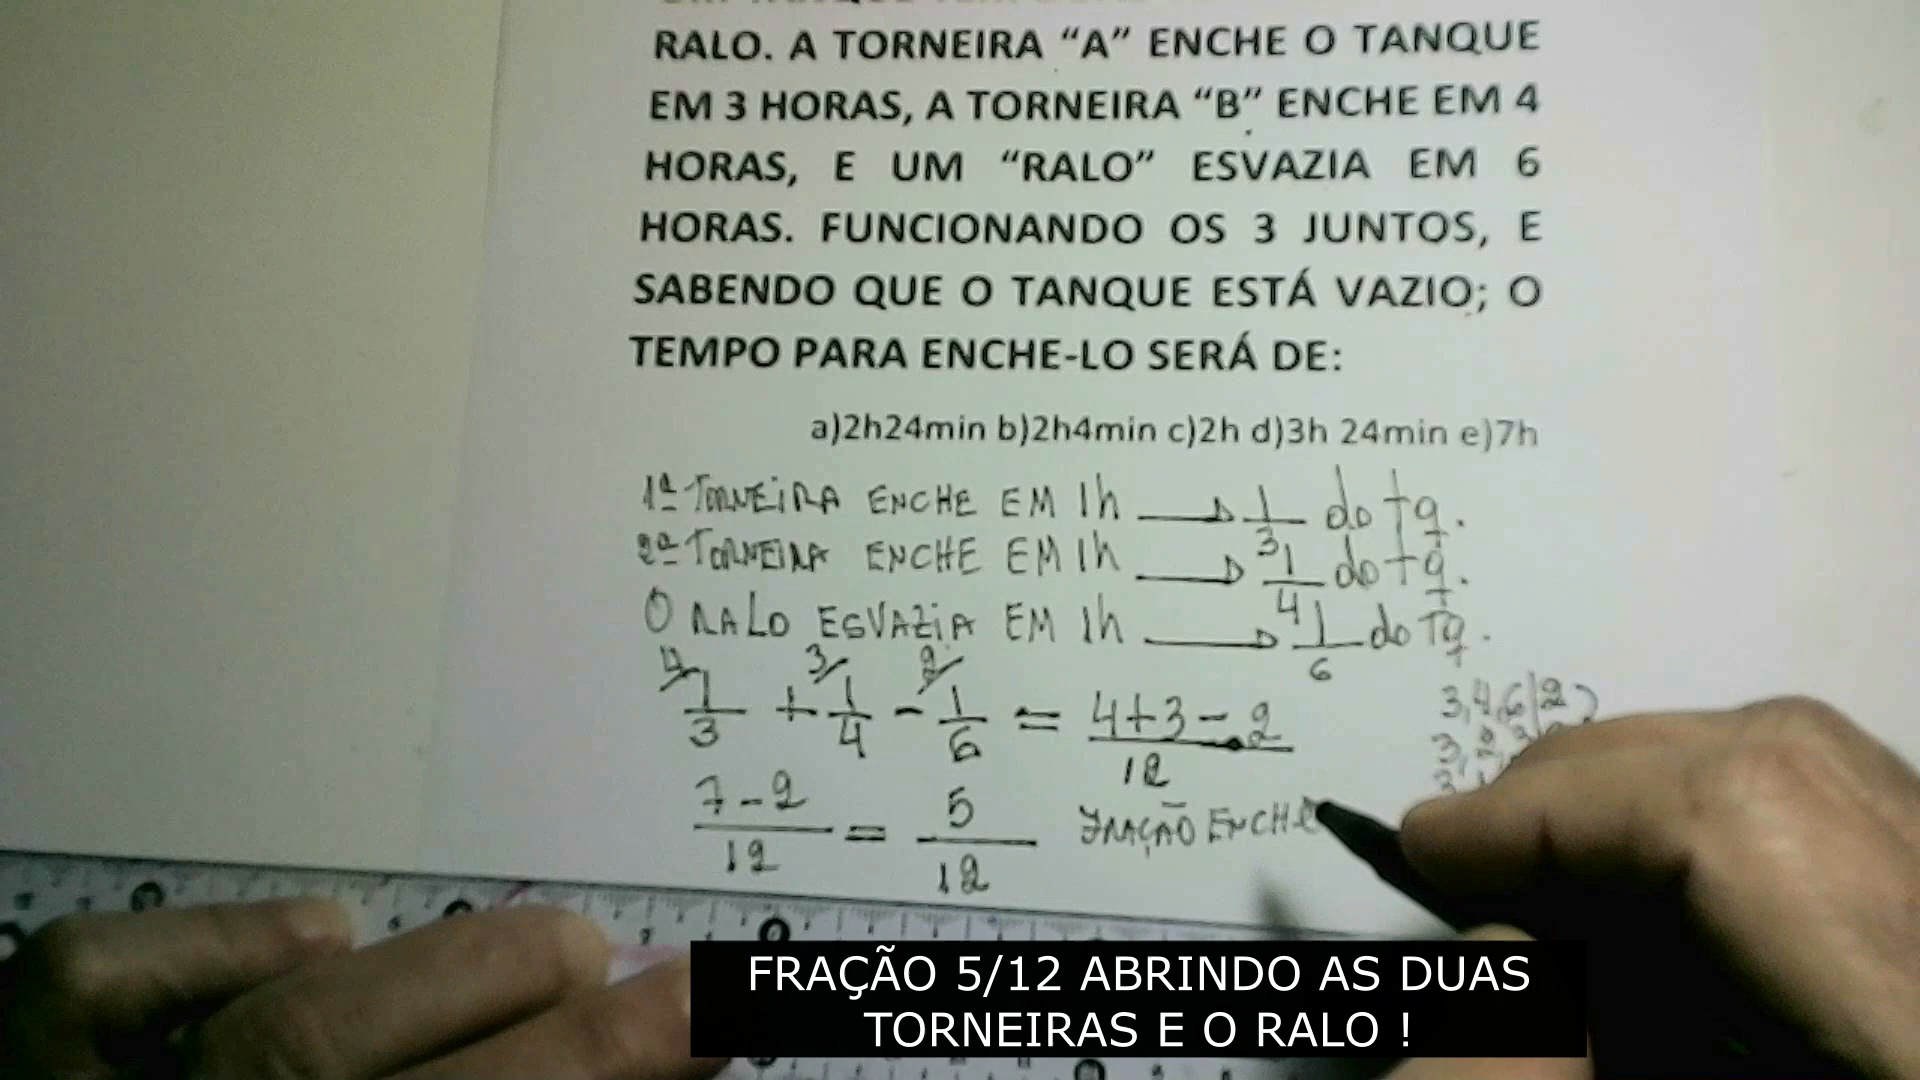 RALO. A TORNEIRA “A” ENCHE O TANQUE
EM 3 HORAS, A TORNEIRA “B” ENCHE EM 4
HORAS, E UM “RALO” ESVAZIA EM 6
HORAS. FUNCIONANDO OS 3 JUNTOS, E
SABENDO QUE O TANQUE ESTÁ VAZIO; O
TEMPO PARA ENCHE-LO SERÁ DE:
a)2h24min b)2h4min c)2h d)3h 24min e)7h
1ª TORNEIRA ENCHE EM 1h → 1/3 do tq.
2ª TORNEIRA ENCHE EM 1h → 1/4 do tq.
O RALO ESVAZIA EM 1h → 1/6 do Tq.
4/ 3/ 2/
1/3 + 1/4 - 1/6 = 4+3-2/12 3,4,6|2
7-2/12 = 5/12 FRAÇÃO ENCHE
FRAÇÃO 5/12 ABRINDO AS DUAS
TORNEIRAS E O RALO !